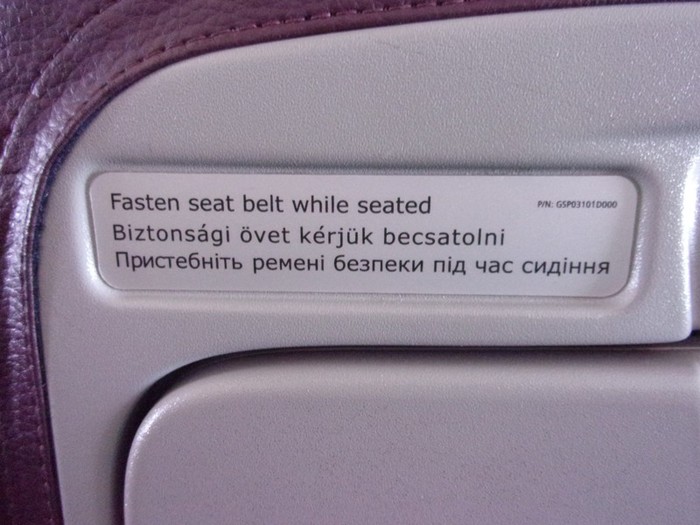 Fasten seat belt while seated
P/N: GSP03101D000
Biztonsági övet kérjük becsatolni
Пристебніть ремені безпеки під час сидіння